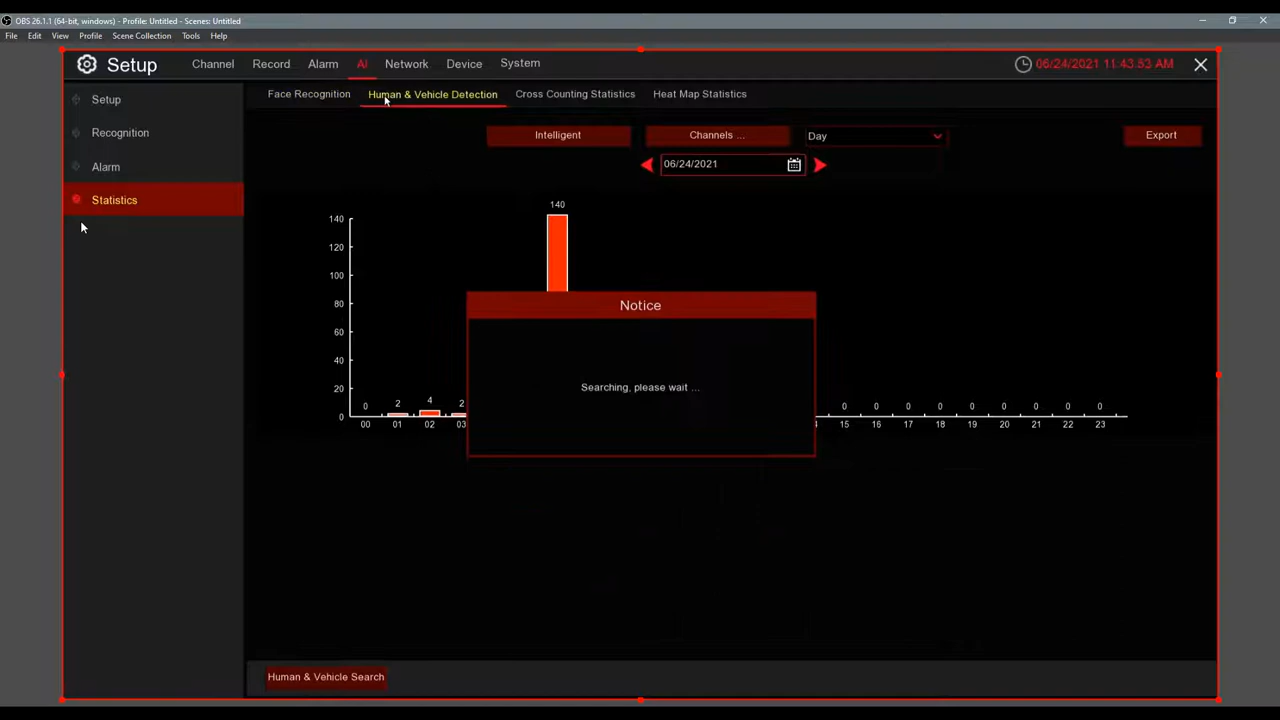 OBS 26.1.1 (64-bit, windows) - Profile: Untitled - Scenes: Untitled
File Edit View Profile Scene Collection Tools Help
Setup Channel Record Alarm AI Network Device System 06/24/2021 11:43:53 AM
Setup
Recognition
Alarm
Statistics
Face Recognition Human & Vehicle Detection Cross Counting Statistics Heat Map Statistics
Intelligent Channels ... Day Export
06/24/2021
140
140
120
100
80
60
40
20
0
0 2 4 2 0 0 0 0 0 0 0 0 0
00 01 02 03 15 16 17 18 19 20 21 22 23
Notice
Searching, please wait ...
Human & Vehicle Search